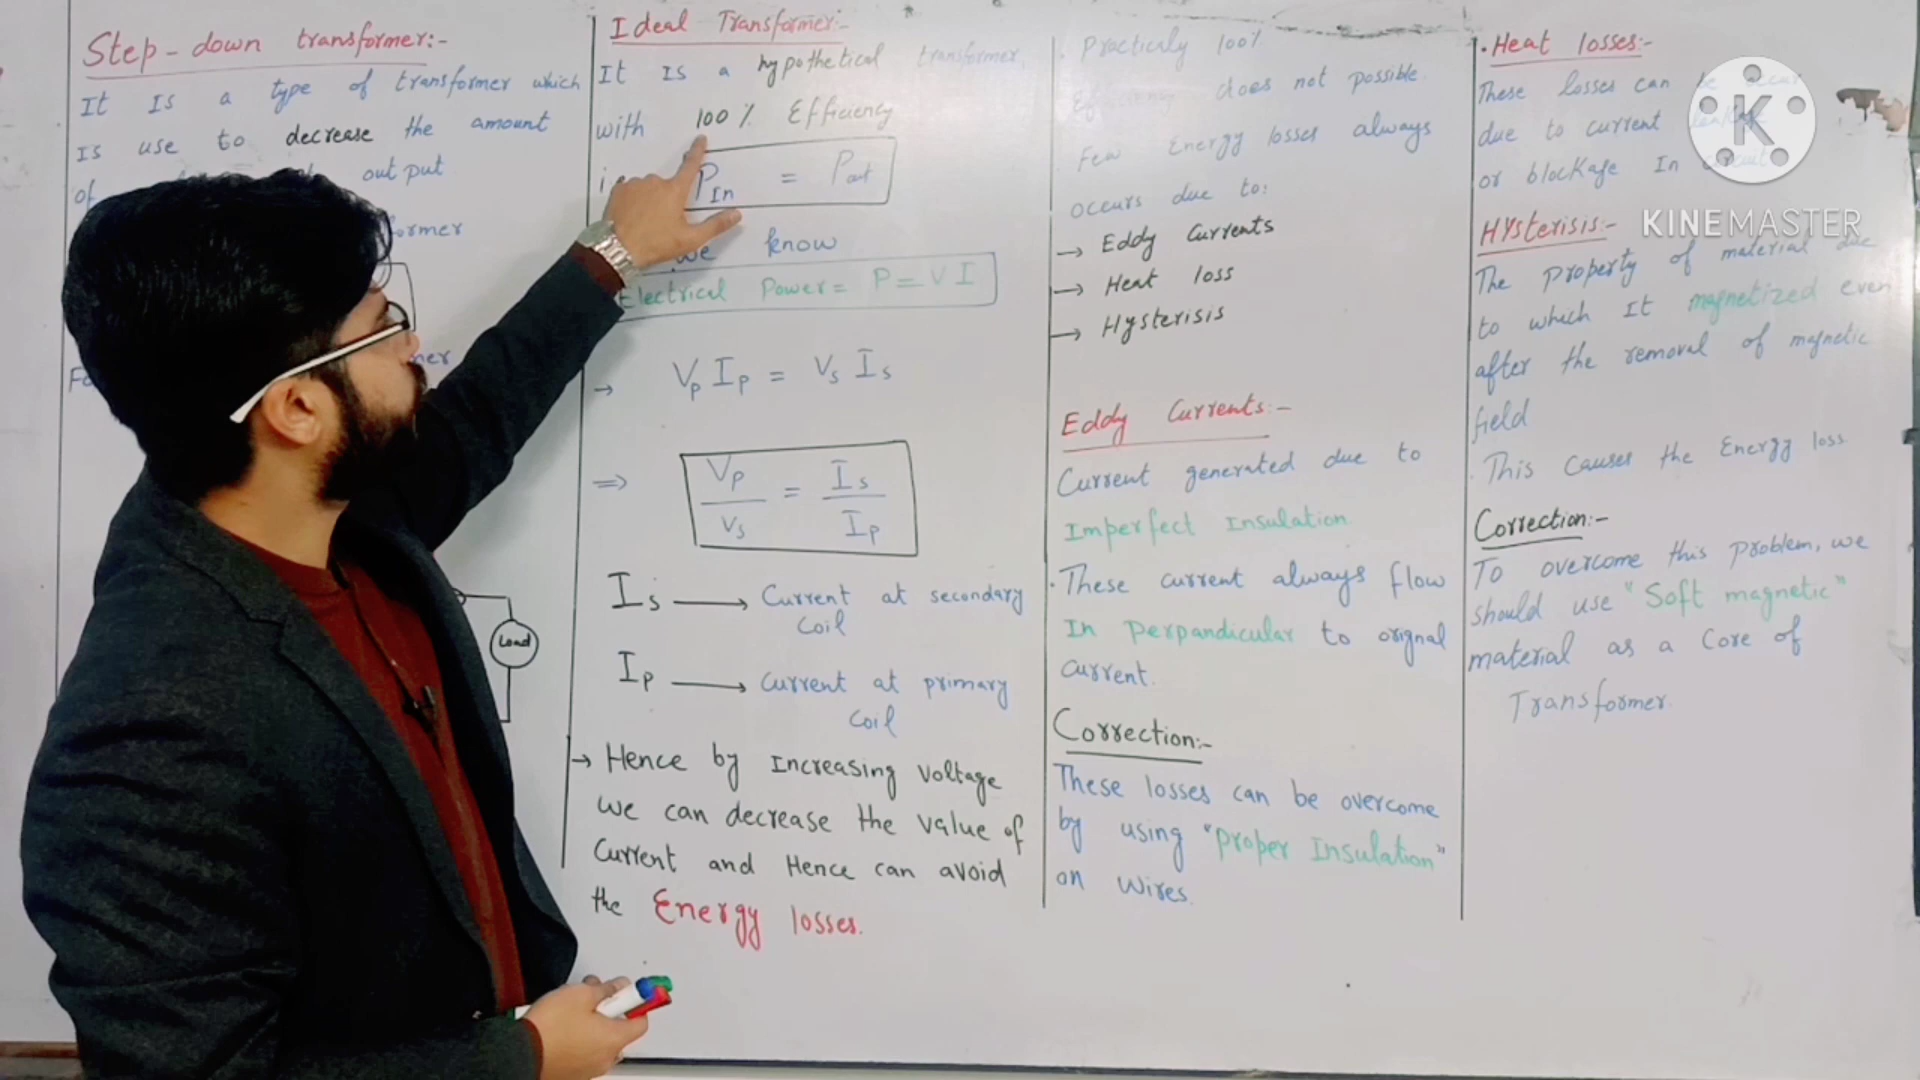 Step-down transformer:-
It Is a type of transformer which
Is use to decrease the amount
of
out put
Load
Ideal Transformer:-
It Is a hypothetical transformer,
with 100% Efficiency
i.e
PIn = Pout
we know
Electrical Power = P = VI
→ Vp Ip = Vs Is
⇒ Vp/Vs = Is/Ip
Is → Current at secondary
Coil
Ip → Current at primary
Coil
→ Hence by Increasing Voltage
we can decrease the value of
Current and Hence can avoid
the Energy losses.
. Practicaly 100%
Efficiency does not possible.
Few Energy losses always
occurs due to:
→ Eddy Currents
→ Heat loss
→ Hysterisis
Eddy Currents:-
Current generated due to
Imperfect Insulation
. These current always flow
In perpandicular to orignal
current.
Correction:-
These losses can be overcome
by using "Proper Insulation"
on Wires.
. Heat losses:-
These losses can be occur
due to current
or blockage In circuit
Hysterisis:-
The property of material due
to which It magnetized even
after the removal of magnetic
field
. This causes the Energy loss
Correction:-
To overcome this problem, we
should use "Soft magnetic"
material as a core of
Transformer.
K
KINEMASTER